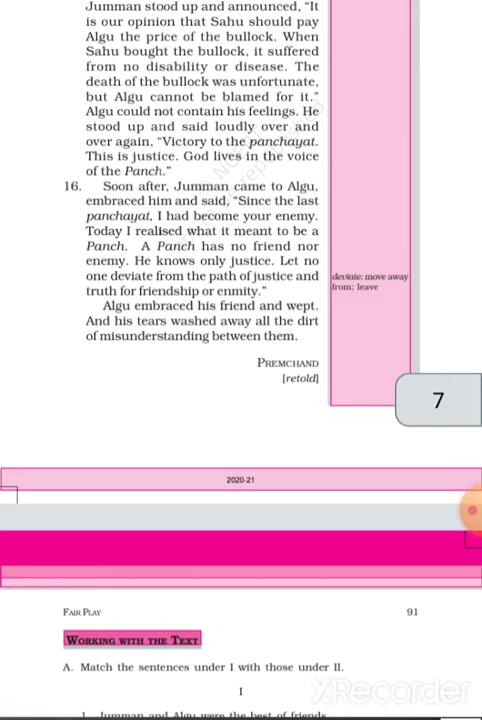 Jumman stood up and announced, “It
is our opinion that Sahu should pay
Algu the price of the bullock. When
Sahu bought the bullock, it suffered
from no disability or disease. The
death of the bullock was unfortunate,
but Algu cannot be blamed for it.”
Algu could not contain his feelings. He
stood up and said loudly over and
over again, “Victory to the panchayat.
This is justice. God lives in the voice
of the Panch.”
16. Soon after, Jumman came to Algu,
embraced him and said, “Since the last
panchayat, I had become your enemy.
Today I realised what it meant to be a
Panch. A Panch has no friend nor
enemy. He knows only justice. Let no
one deviate from the path of justice and
truth for friendship or enmity.”
deviate: move away
from; leave
Algu embraced his friend and wept.
And his tears washed away all the dirt
of misunderstanding between them.
PREMCHAND
[retold]
7
2020-21
FAIR PLAY 91
WORKING WITH THE TEXT
A. Match the sentences under I with those under II.
I
1. Jumman and Algu were the best of friends
XRecorder